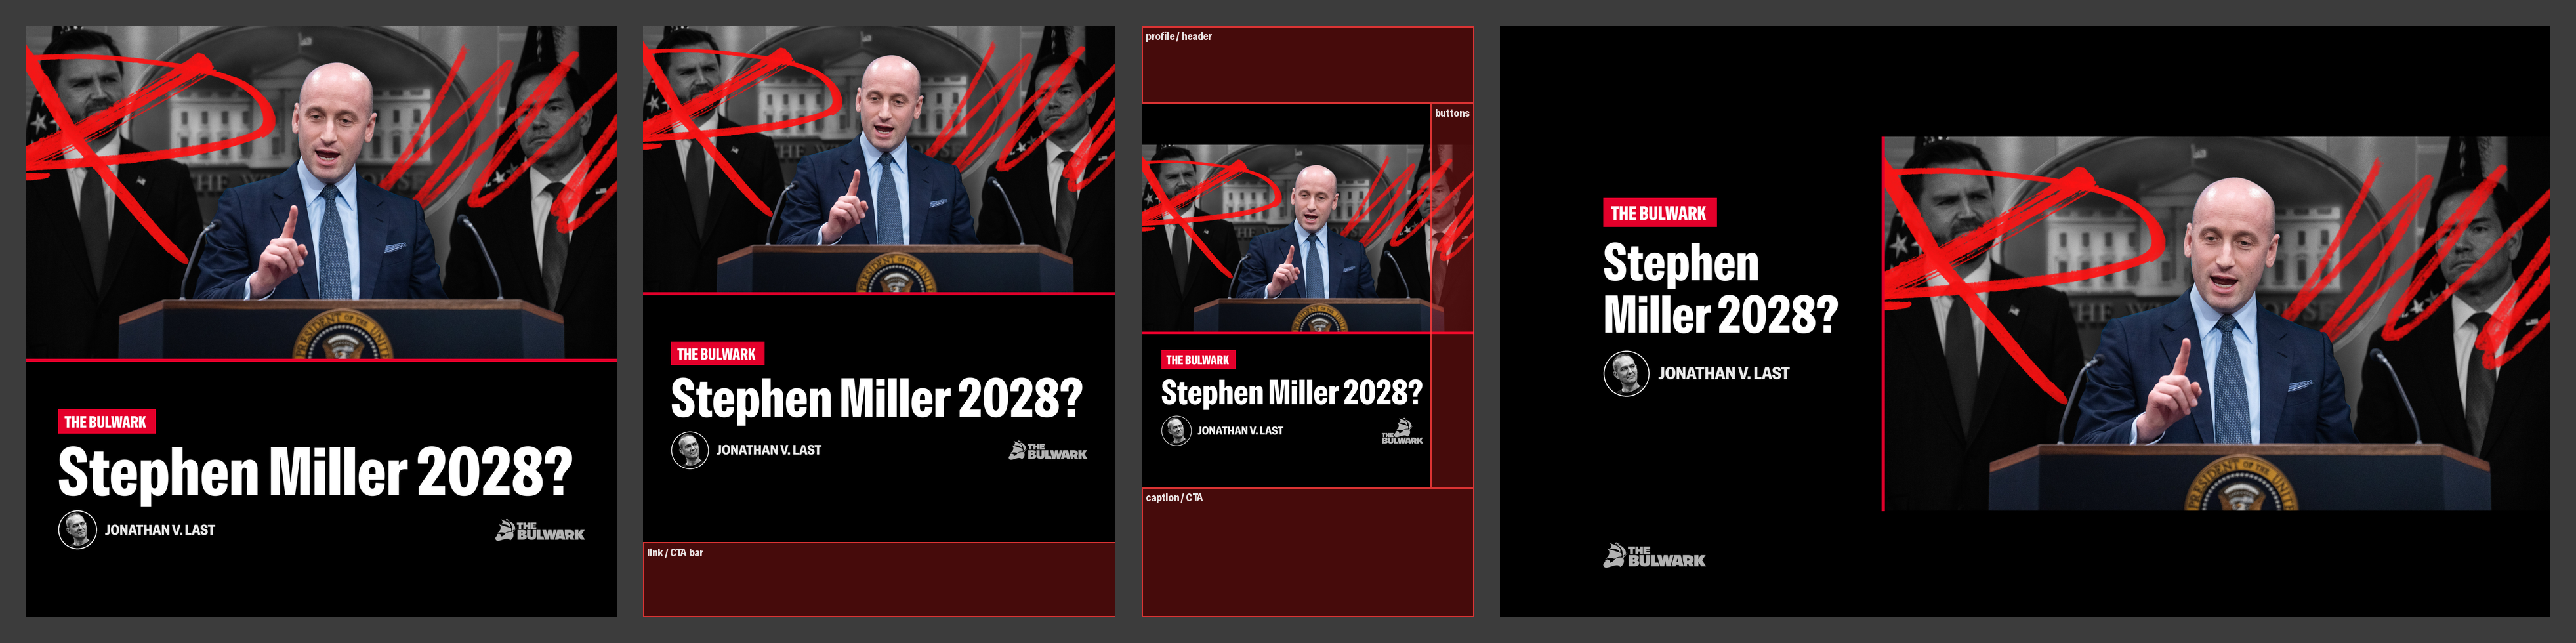 THE BULWARK
Stephen Miller 2028?
JONATHAN V. LAST
THE
BULWARK
THE BULWARK
Stephen Miller 2028?
JONATHAN V. LAST
THE
BULWARK
link / CTA bar
profile / header
buttons
THE BULWARK
Stephen Miller 2028?
JONATHAN V. LAST
THE
BULWARK
caption / CTA
THE BULWARK
Stephen
Miller 2028?
JONATHAN V. LAST
THE
BULWARK